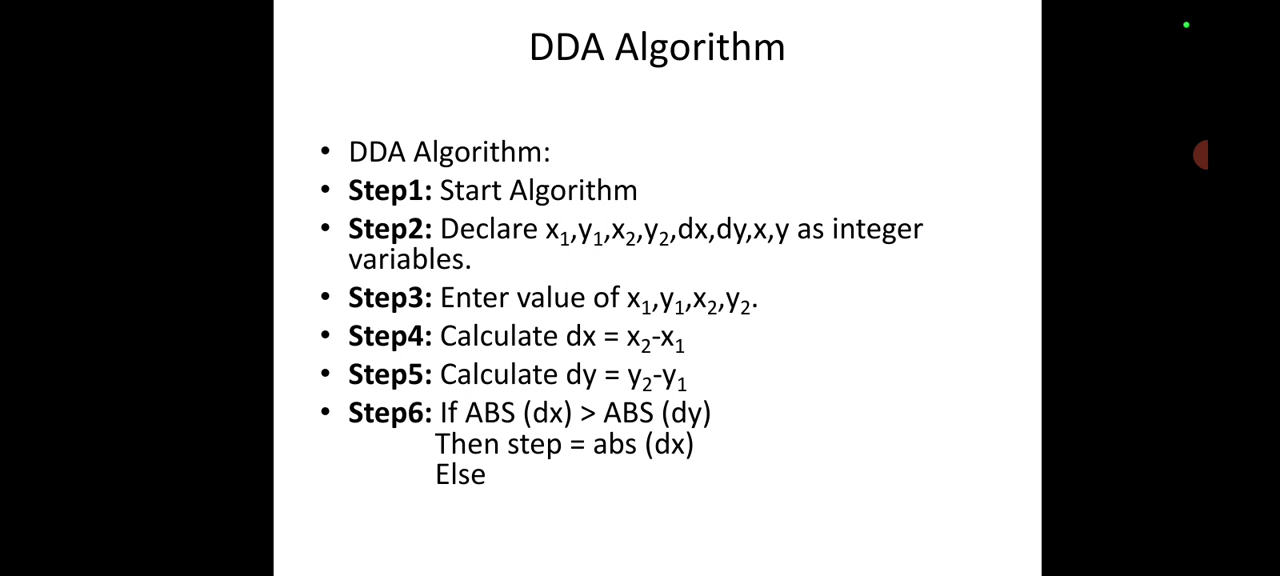 DDA Algorithm
• DDA Algorithm:
• Step1: Start Algorithm
• Step2: Declare x₁,y₁,x₂,y₂,dx,dy,x,y as integer
variables.
• Step3: Enter value of x₁,y₁,x₂,y₂.
• Step4: Calculate dx = x₂-x₁
• Step5: Calculate dy = y₂-y₁
• Step6: If ABS (dx) > ABS (dy)
Then step = abs (dx)
Else